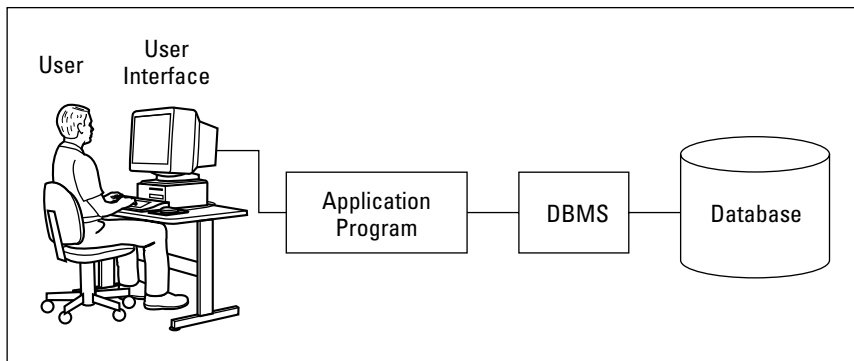 User
User
Interface
Application
Program
DBMS
Database